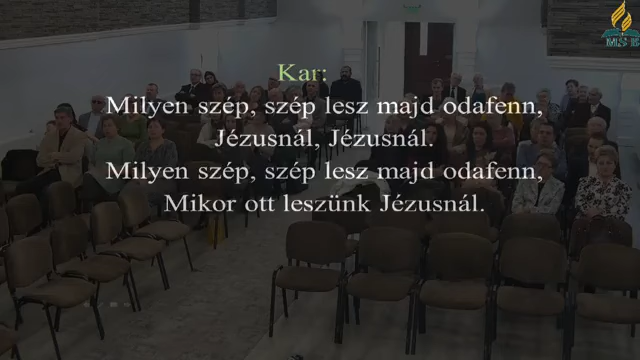 Kar:
Milyen szép, szép lesz majd odafenn,
Jézusnál, Jézusnál.
Milyen szép, szép lesz majd odafenn,
Mikor ott leszünk Jézusnál.